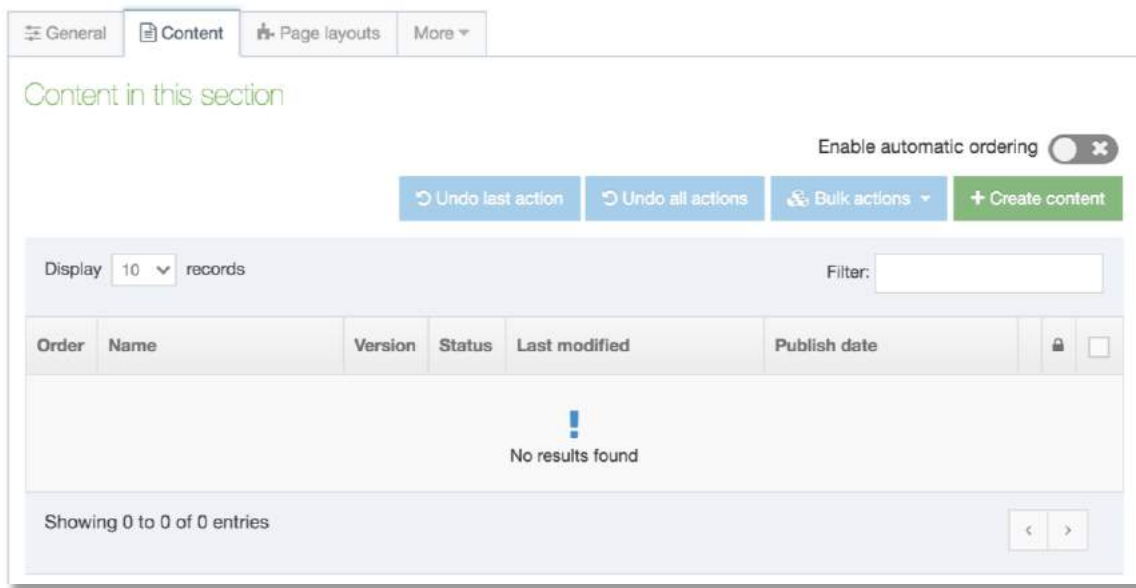 General Content Page layouts More
Content in this section
Enable automatic ordering
Undo last action Undo all actions Bulk actions + Create content
Display 10 records Filter:
Order Name Version Status Last modified Publish date
No results found
Showing 0 to 0 of 0 entries